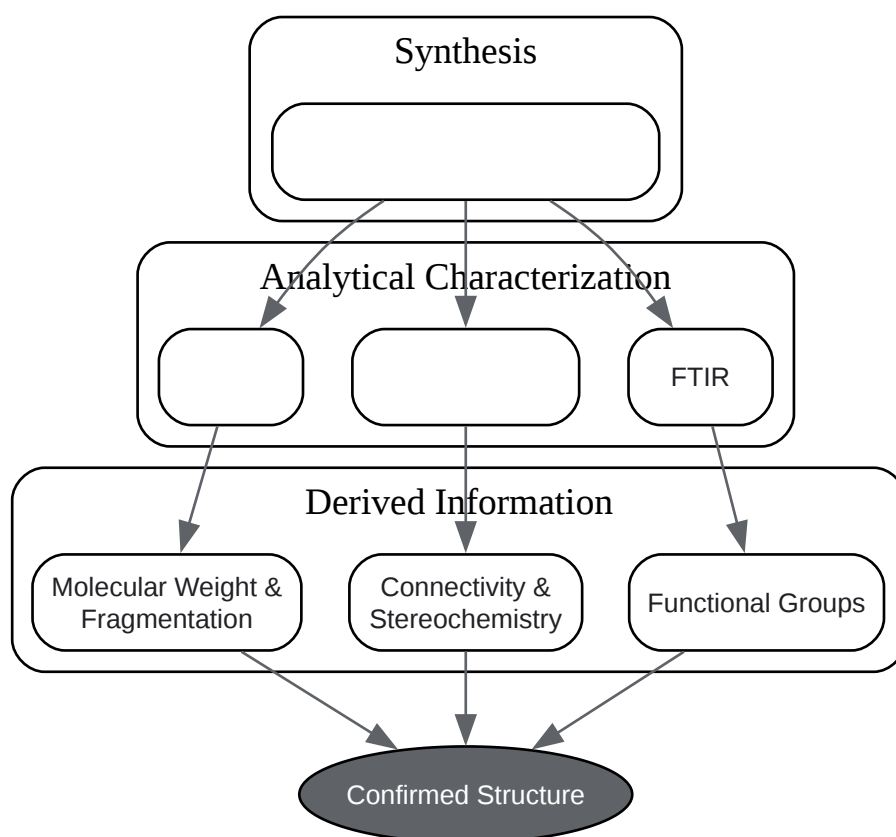 Synthesis
Analytical Characterization
FTIR
Derived Information
Molecular Weight &
Fragmentation
Connectivity &
Stereochemistry
Functional Groups
Confirmed Structure